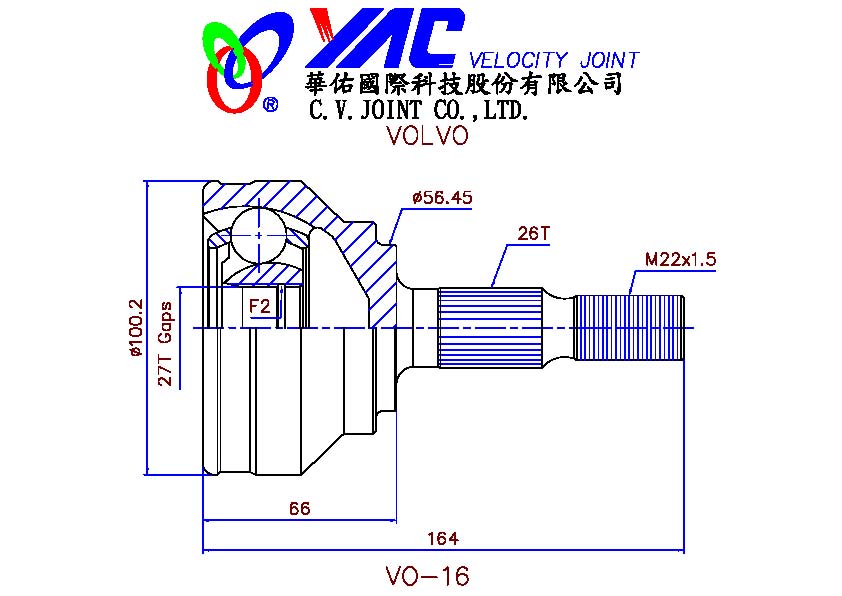 YAC VELOCITY JOINT
®
華佑國際科技股份有限公司
C.V.JOINT CO.,LTD.
VOLVO
ø56.45
26T
M22x1.5
F2
ø100.2
27T Gaps
66
164
VO-16